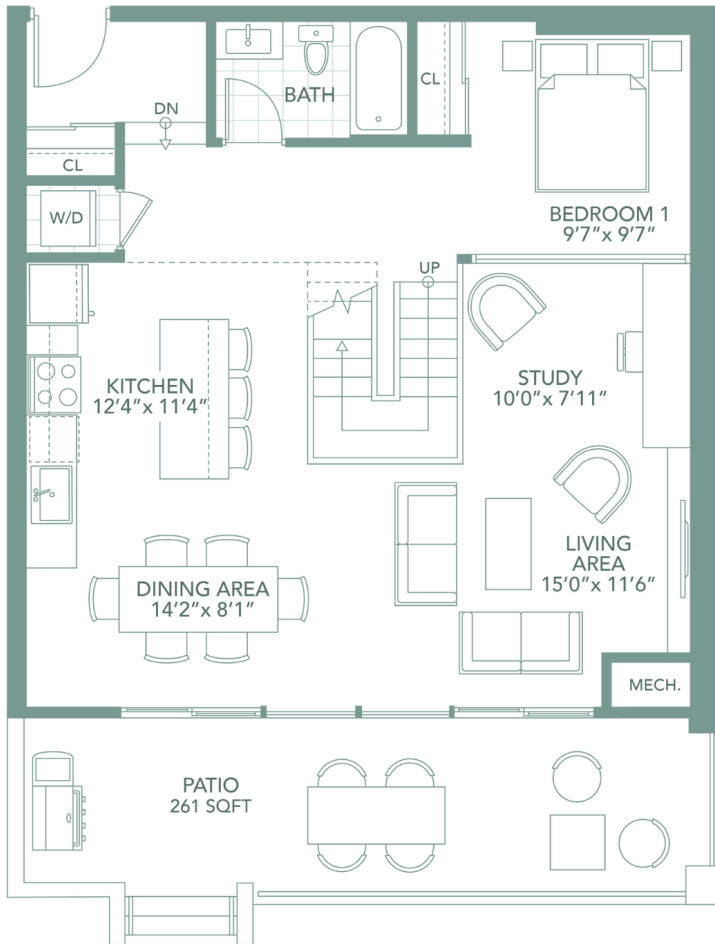 BATH
CL
DN
CL
W/D
BEDROOM 1
9'7"x 9'7"
UP
KITCHEN
12'4"x 11'4"
STUDY
10'0"x 7'11"
LIVING
AREA
15'0"x 11'6"
DINING AREA
14'2"x 8'1"
MECH.
PATIO
261 SQFT